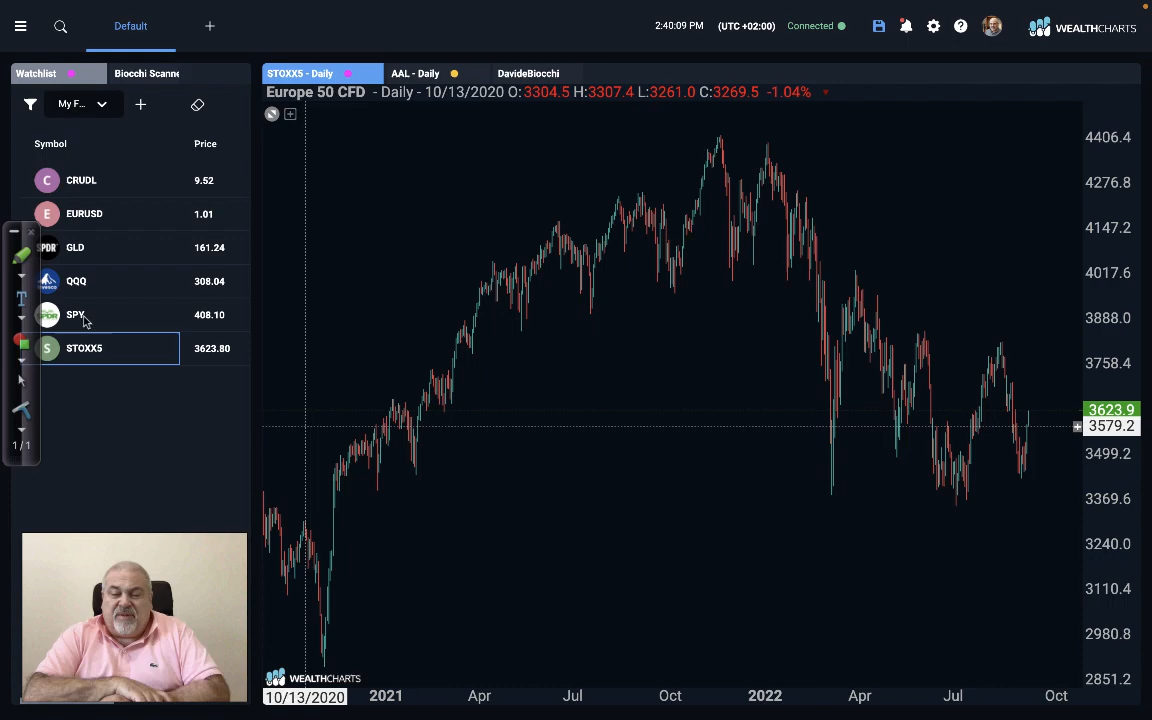 Default
2:40:09 PM (UTC +02:00) Connected
WEALTHCHARTS
Watchlist
Biocchi Scanne
STOXX5 - Daily
AAL - Daily
DavideBiocchi
My F...
Europe 50 CFD - Daily - 10/13/2020 O: 3304.5 H: 3307.4 L: 3261.0 C: 3269.5 -1.04%
Symbol Price
C CRUDL 9.52
E EURUSD 1.01
SPDR GLD 161.24
QQQ 308.04
SPDR SPY 408.10
S STOXX5 3623.80
T
1 / 1
4406.4
4276.8
4147.2
4017.6
3888.0
3758.4
3623.9
3579.2
3499.2
3369.6
3240.0
3110.4
2980.8
2851.2
WEALTHCHARTS
10/13/2020 2021 Apr Jul Oct 2022 Apr Jul Oct